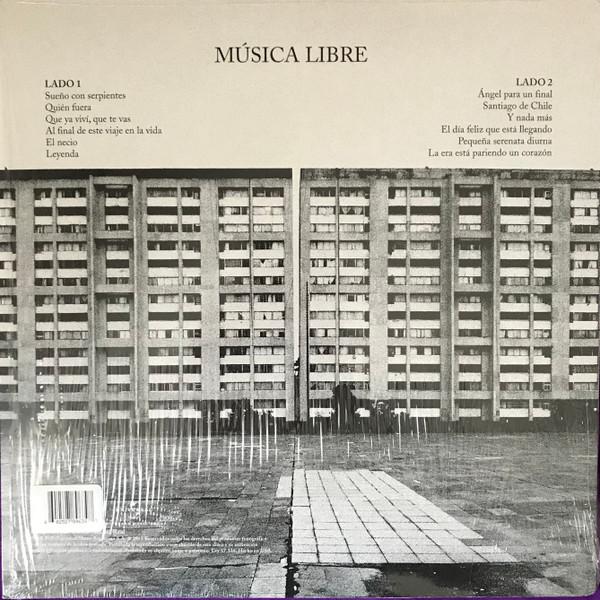 MÚSICA LIBRE
LADO 1
Sueño con serpientes
Quién fuera
Que ya viví, que te vas
Al final de este viaje en la vida
El necio
Leyenda
LADO 2
Ángel para un final
Santiago de Chile
Y nada más
El día feliz que está llegando
Pequeña serenata diurna
La era está pariendo un corazón